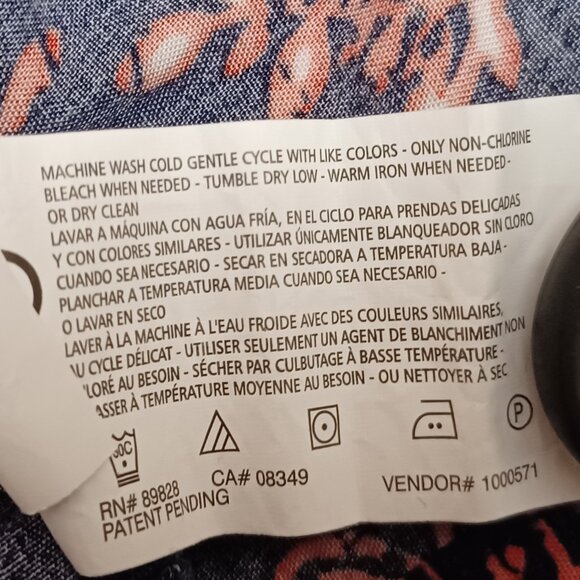 MACHINE WASH COLD GENTLE CYCLE WITH LIKE COLORS - ONLY NON-CHLORINE
BLEACH WHEN NEEDED - TUMBLE DRY LOW - WARM IRON WHEN NEEDED-
OR DRY CLEAN
LAVAR A MÁQUINA CON AGUA FRÍA, EN EL CICLO PARA PRENDAS DELICADAS
Y CON COLORES SIMILARES - UTILIZAR ÚNICAMENTE BLANQUEADOR SIN CLORO
CUANDO SEA NECESARIO - SECAR EN SECADORA A TEMPERATURA BAJA-
PLANCHAR A TEMPERATURA MEDIA CUANDO SEA NECESARIO -
O LAVAR EN SECO
LAVER À LA MACHINE À L'EAU FROIDE AVEC DES COULEURS SIMILAIRES,
AU CYCLE DÉLICAT - UTILISER SEULEMENT UN AGENT DE BLANCHIMENT NON
LORÉ AU BESOIN - SÉCHER PAR CULBUTAGE À BASSE TEMPÉRATURE -
ASSER À TEMPÉRATURE MOYENNE AU BESOIN - OU NETTOYER À SEC
30C P
RN# 89828 CA# 08349 VENDOR# 1000571
PATENT PENDING